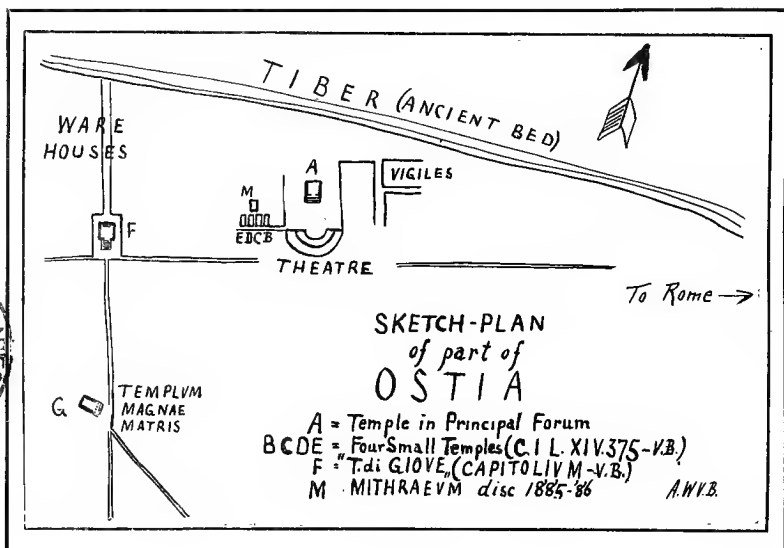 TIBER (ANCIENT BED)
WARE
HOUSES
A
VIGILES
M
F
EDCB
THEATRE
To Rome →
SKETCH-PLAN
of part of
OSTIA
G
TEMPLVM
MAGNAE
MATRIS
A = Temple in Principal Forum
BCDE = Four Small Temples (C.I L. XIV. 375-V.B.)
F = "T. di GIOVE„ (CAPITOLIVM-V.B.)
M MITHRAEVM disc 1885-'86
A.W.V.B.